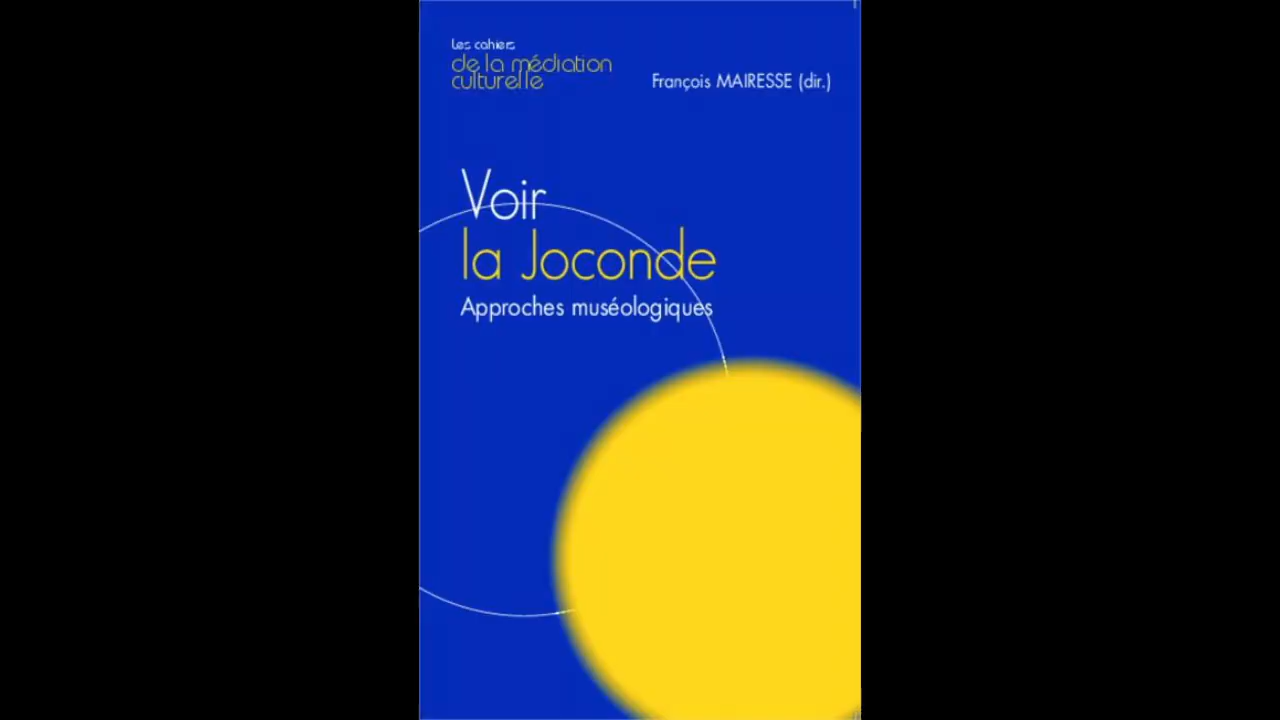 Les cahiers
de la médiation
culturelle
François MAIRESSE (dir.)
Voir
la Joconde
Approches muséologiques